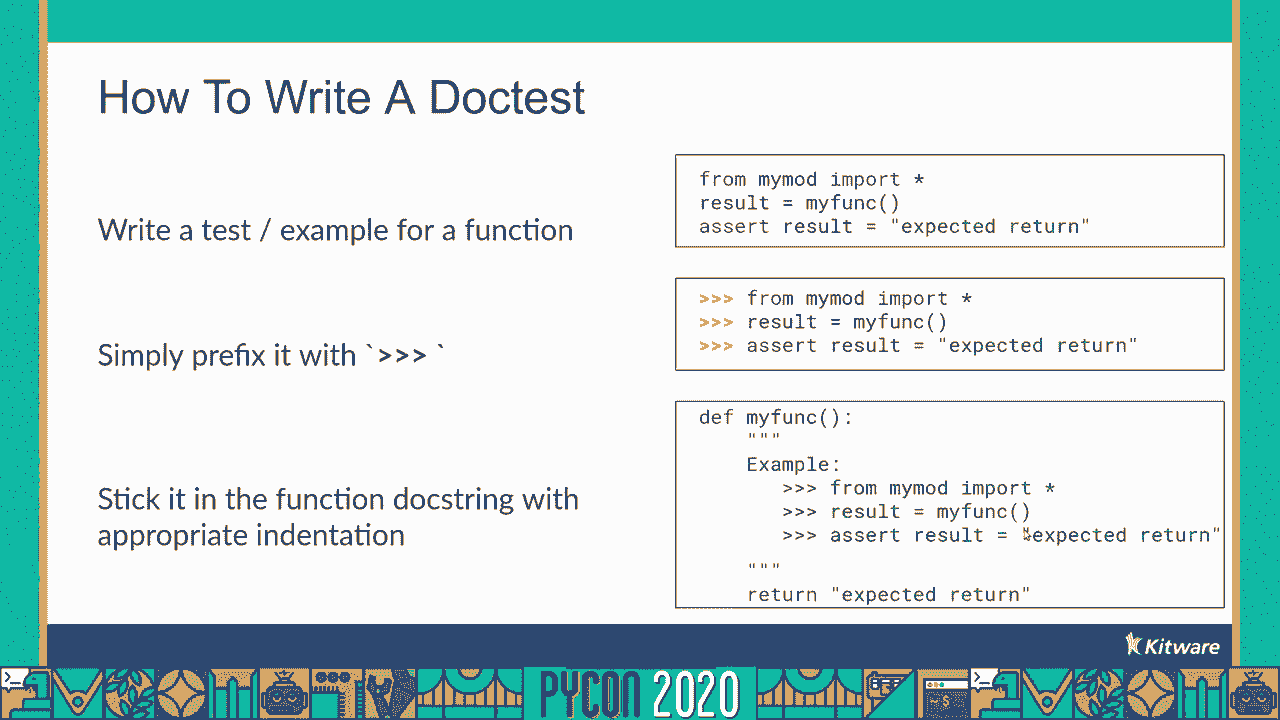 How To Write A Doctest
Write a test / example for a function
from mymod import *
result = myfunc()
assert result = "expected return"
Simply prefix it with `>>> `
>>> from mymod import *
>>> result = myfunc()
>>> assert result = "expected return"
Stick it in the function docstring with
appropriate indentation
def myfunc():
    """
    Example:
       >>> from mymod import *
       >>> result = myfunc()
       >>> assert result = "expected return"
    """
    return "expected return"
Kitware
PYCON 2020